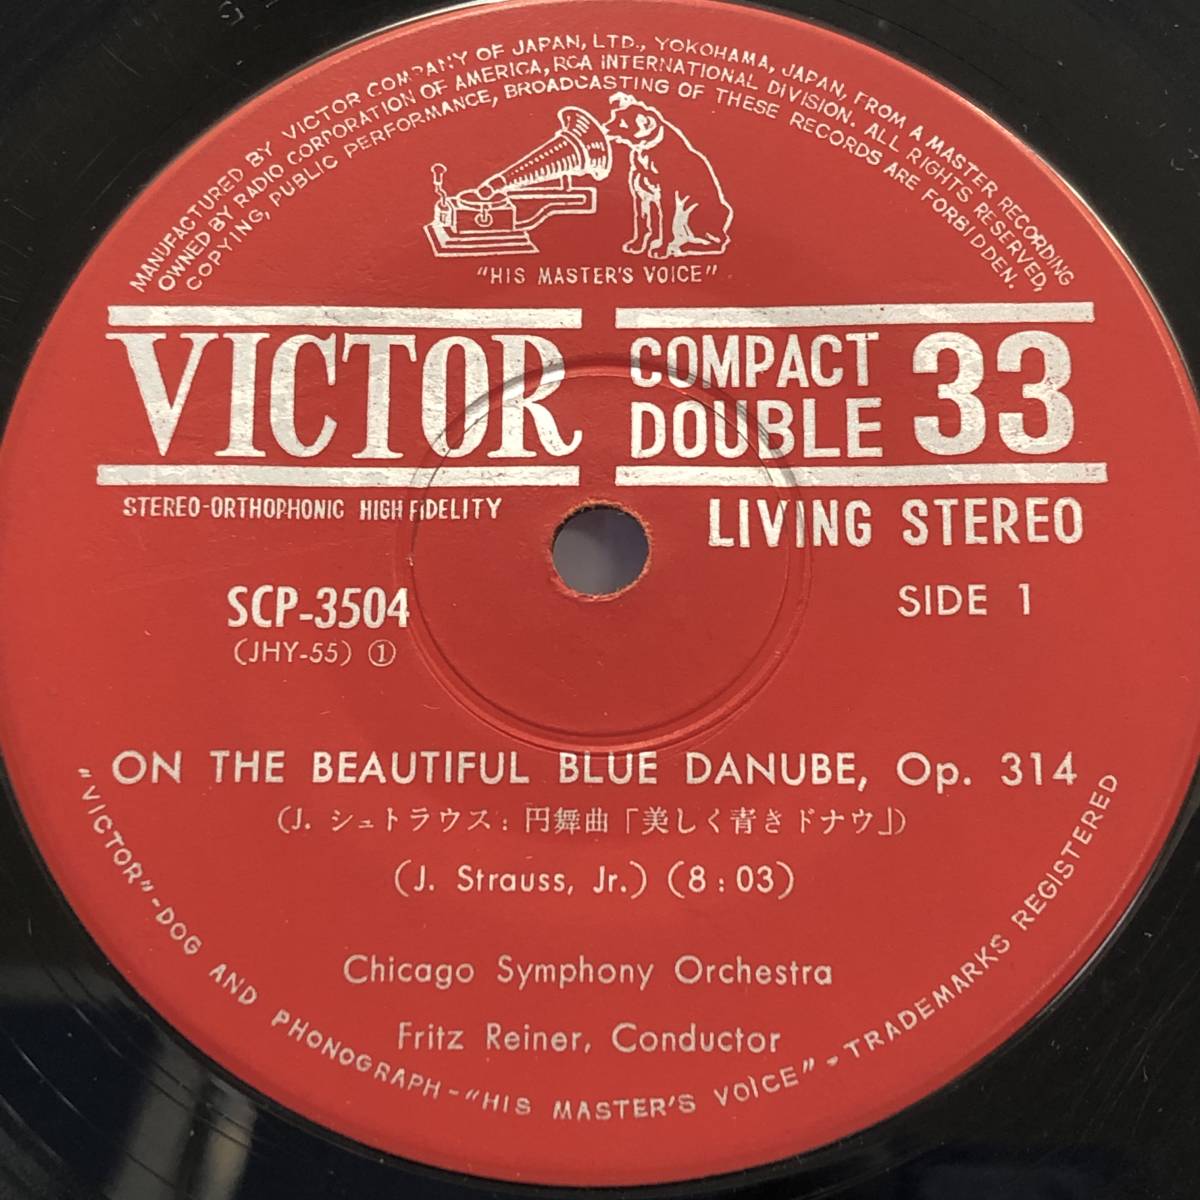 MANUFACTURED BY VICTOR COMPANY OF JAPAN, LTD., YOKOHAMA, JAPAN, FROM A MASTER RECORDING
OWNED BY RADIO CORPORATION OF AMERICA, RCA INTERNATIONAL DIVISION. ALL RIGHTS RESERVED,
COPYING, PUBLIC PERFORMANCE, BROADCASTING OF THESE RECORDS ARE FORBIDDEN.
"HIS MASTER'S VOICE"
VICTOR
COMPACT
DOUBLE 33
STEREO-ORTHOPHONIC HIGH FIDELITY
LIVING STEREO
SCP-3504
(JHY-55) ①
SIDE 1
ON THE BEAUTIFUL BLUE DANUBE, Op. 314
(J. シュトラウス: 円舞曲「美しく青きドナウ」)
(J. Strauss, Jr.) (8:03)
Chicago Symphony Orchestra
Fritz Reiner, Conductor
"VICTOR"-DOG AND PHONOGRAPH-"HIS MASTER'S VOICE"-TRADEMARKS REGISTERED